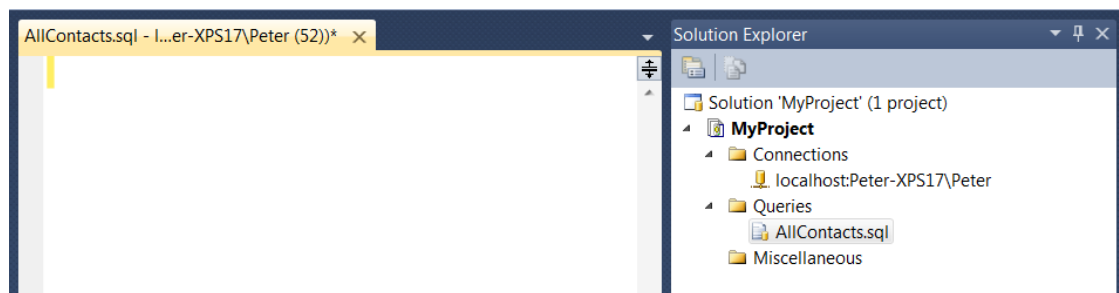 AllContacts.sql - l...er-XPS17\Peter (52))*
Solution Explorer
Solution 'MyProject' (1 project)
MyProject
Connections
localhost:Peter-XPS17\Peter
Queries
AllContacts.sql
Miscellaneous